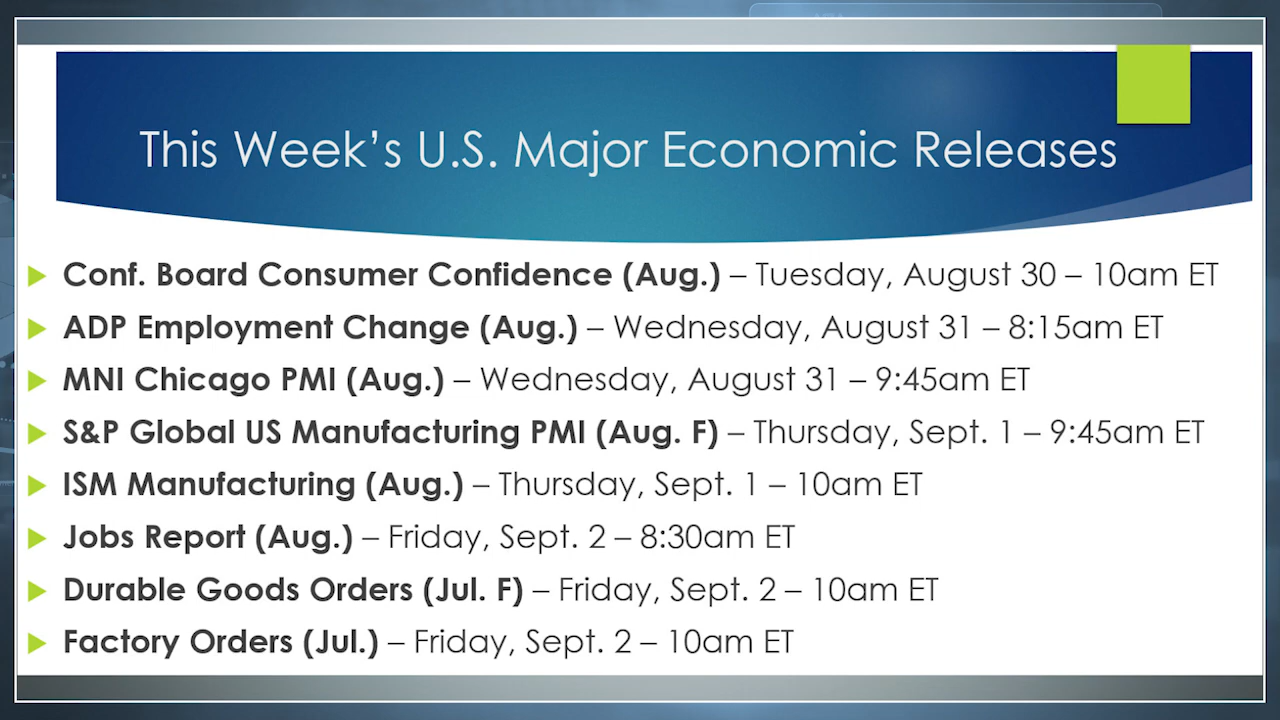 This Week’s U.S. Major Economic Releases
Conf. Board Consumer Confidence (Aug.) – Tuesday, August 30 – 10am ET
ADP Employment Change (Aug.) – Wednesday, August 31 – 8:15am ET
MNI Chicago PMI (Aug.) – Wednesday, August 31 – 9:45am ET
S&P Global US Manufacturing PMI (Aug. F) – Thursday, Sept. 1 – 9:45am ET
ISM Manufacturing (Aug.) – Thursday, Sept. 1 – 10am ET
Jobs Report (Aug.) – Friday, Sept. 2 – 8:30am ET
Durable Goods Orders (Jul. F) – Friday, Sept. 2 – 10am ET
Factory Orders (Jul.) – Friday, Sept. 2 – 10am ET